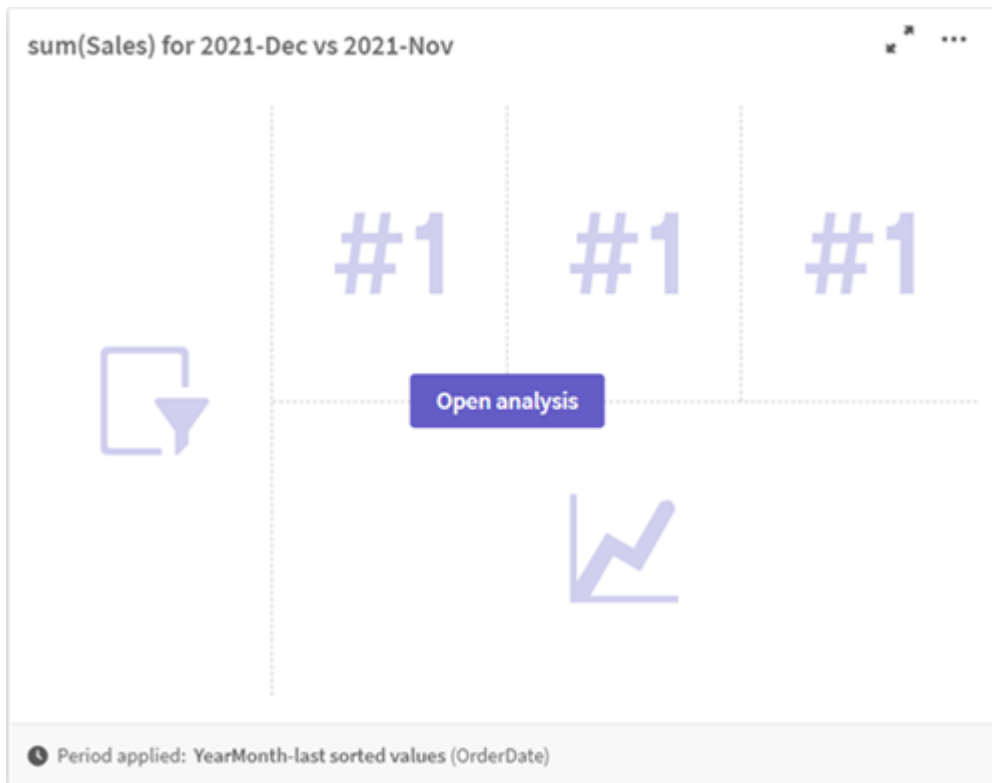 sum(Sales) for 2021-Dec vs 2021-Nov
#1 #1 #1
Open analysis
Period applied: YearMonth-last sorted values (OrderDate)